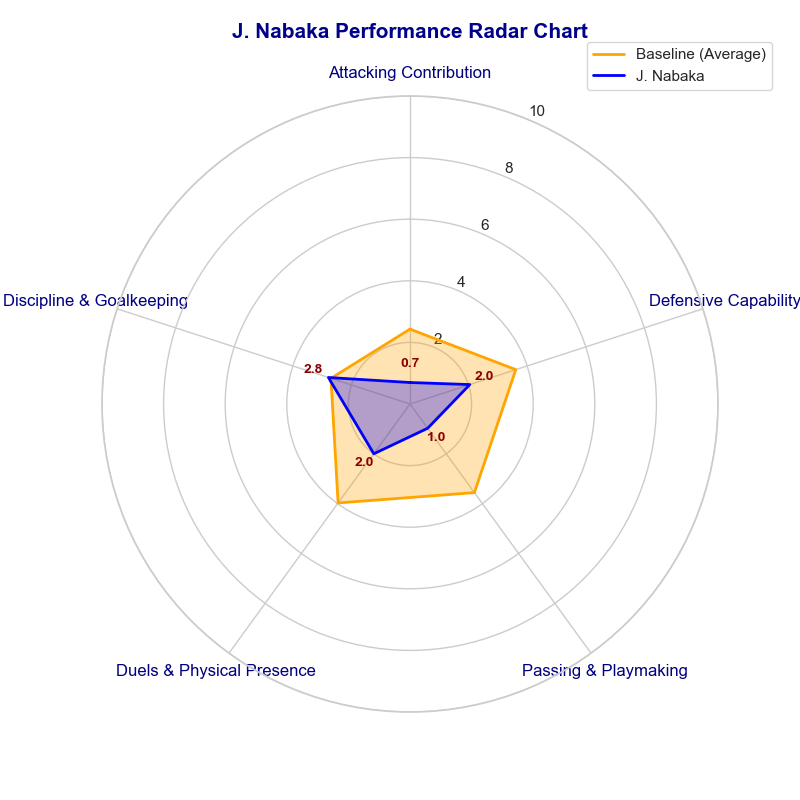 J. Nabaka Performance Radar Chart
Baseline (Average)
J. Nabaka
Attacking Contribution
10
8
6
4
2
Discipline & Goalkeeping
Defensive Capability
0.7
2.8
2.0
1.0
2.0
Duels & Physical Presence
Passing & Playmaking